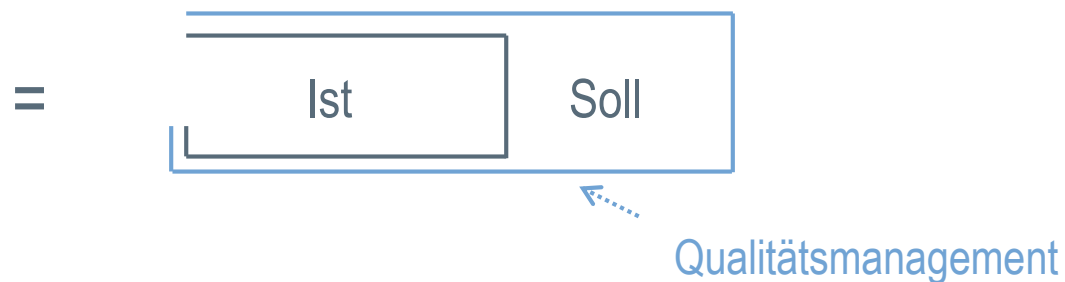 = Ist Soll
Qualitätsmanagement